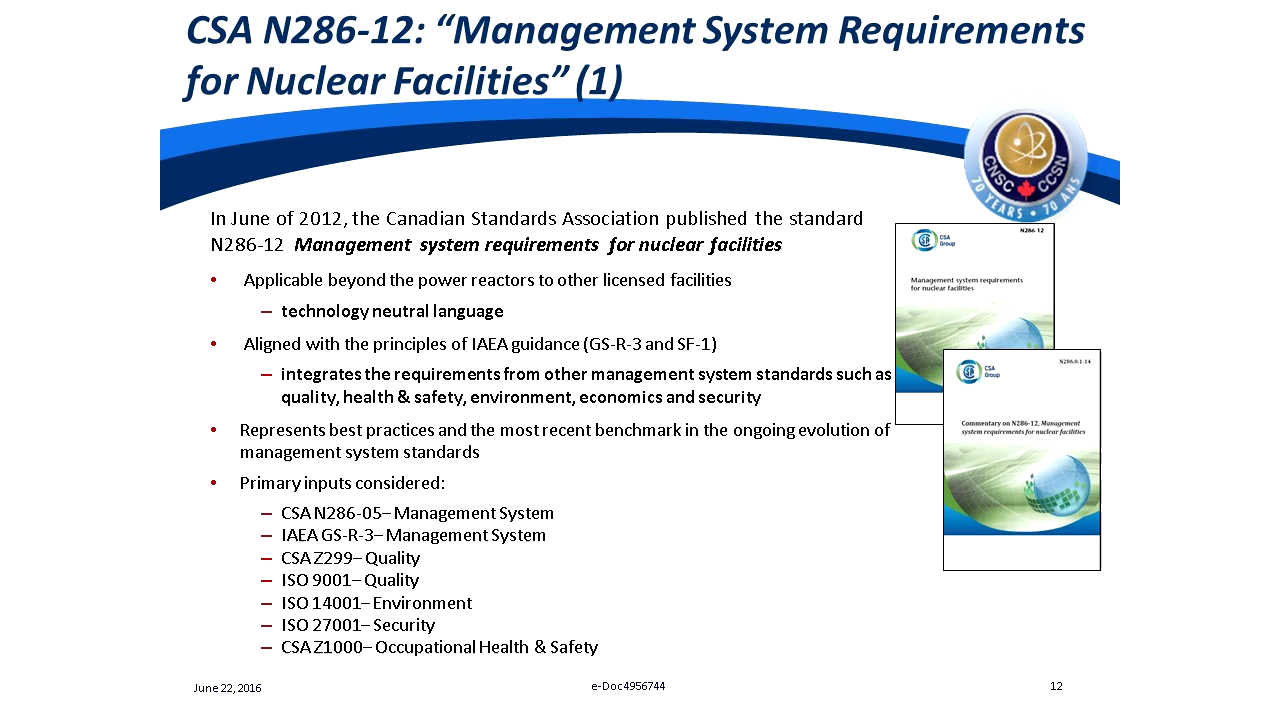 CSA N286-12: “Management System Requirements
for Nuclear Facilities” (1)
CNSC CCSN
70 YEARS • 70 ANS
In June of 2012, the Canadian Standards Association published the standard
N286-12 Management system requirements for nuclear facilities
• Applicable beyond the power reactors to other licensed facilities
– technology neutral language
• Aligned with the principles of IAEA guidance (GS-R-3 and SF-1)
– integrates the requirements from other management system standards such as
quality, health & safety, environment, economics and security
• Represents best practices and the most recent benchmark in the ongoing evolution of
management system standards
• Primary inputs considered:
– CSA N286-05– Management System
– IAEA GS-R-3– Management System
– CSA Z299– Quality
– ISO 9001– Quality
– ISO 14001– Environment
– ISO 27001– Security
– CSA Z1000– Occupational Health & Safety
N286-12
CSA
Group
Management system requirements
for nuclear facilities
N286.0.1-14
CSA
Group
Commentary on N286-12, Management
system requirements for nuclear facilities
June 22, 2016
e-Doc4956744
12